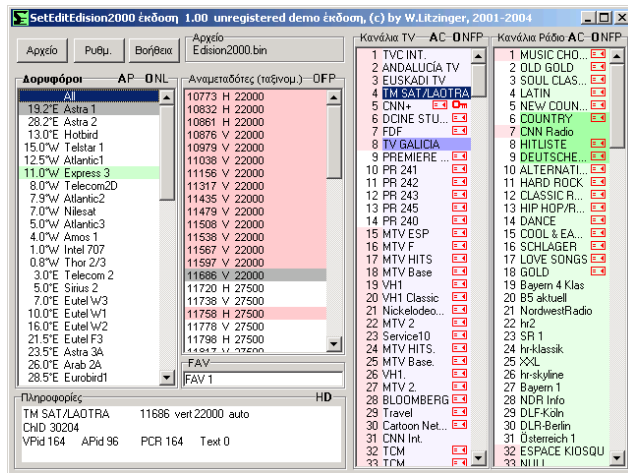 SetEditEdision2000 έκδοση 1.00 unregistered demo έκδοση, (c) by W.Litzinger, 2001-2004
Αρχείο
Ρυθμ.
Βοήθεια
Αρχείο
Edision2000.bin
Δορυφόροι AP ONL
All
19.2°E Astra 1
28.2°E Astra 2
13.0°E Hotbird
15.0°W Telstar 1
12.5°W Atlantic1
11.0°W Express 3
8.0°W Telecom2D
7.9°W Atlantic2
7.0°W Nilesat
5.0°W Atlantic3
4.0°W Amos 1
1.0°W Intel 707
0.8°W Thor 2/3
3.0°E Telecom 2
5.0°E Sirius 2
7.0°E Eutel W3
10.0°E Eutel W1
16.0°E Eutel W2
21.5°E Eutel F3
23.5°E Astra 3A
26.0°E Arab 2A
28.5°E Eurobird1
Αναμεταδότες (ταξινομ.) OFP
10773 H 22000
10832 H 22000
10861 H 22000
10876 V 22000
10979 V 22000
11038 V 22000
11156 V 22000
11317 V 22000
11435 V 22000
11479 V 22000
11508 V 22000
11538 V 22000
11567 V 22000
11597 V 22000
11686 V 22000
11720 H 27500
11738 V 27500
11758 H 27500
11778 V 27500
11798 H 27500
11817 V 27500
FAV
FAV 1
Πληροφορίες HD
TM SAT/LAOTRA 11686 vert 22000 auto
ChID 30204
VPid 164 APid 96 PCR 164 Text 0
Κανάλια TV AC ONFP
1 TVC INT.
2 ANDALUCÍA TV
3 EUSKADI TV
4 TM SAT/LAOTRA
5 CNN+
6 DCINE STU...
7 FDF
8 TV GALICIA
9 PREMIERE ...
10 PR 241
11 PR 242
12 PR 243
13 PR 245
14 PR 240
15 MTV ESP
16 MTV F
17 MTV HITS
18 MTV Base
19 VH1
20 VH1 Classic
21 Nickelodeo...
22 MTV 2
23 Service10
24 MTV HITS.
25 MTV Base.
26 VH1.
27 MTV 2.
28 BLOOMBERG
29 Travel
30 Cartoon Net...
31 CNN Int.
32 TCM
33 TCM
Κανάλια Ράδιο AC ONFP
1 MUSIC CHO...
2 OLD GOLD
3 SOUL CLAS...
4 LATIN
5 NEW COUN...
6 COUNTRY
7 CNN Radio
8 HITLISTE
9 DEUTSCHE...
10 ALTERNATI...
11 HARD ROCK
12 CLASSIC R...
13 HIP HOP/R...
14 DANCE
15 COOL & EA...
16 SCHLAGER
17 LOVE SONGS
18 GOLD
19 Bayern 4 Klas
20 B5 aktuell
21 NordwestRadio
22 hr2
23 SR 1
24 hr-klassik
25 XXL
26 hr-skyline
27 Bayern 1
28 NDR Info
29 DLF-Köln
30 DLR-Berlin
31 Österreich 1
32 ESPACE KIOSQU
33 NULL